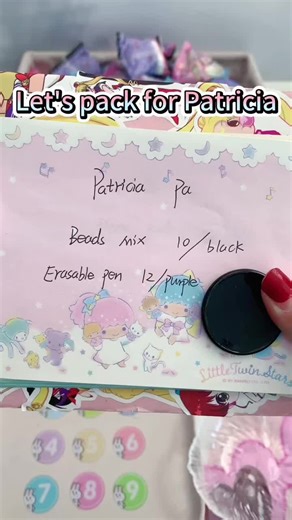 Let's pack for Patricia
Patricia Pa
Beads mix 10/black
Erasable pen 12/purple
LittleTwinStars
4 5 6
7 8 9